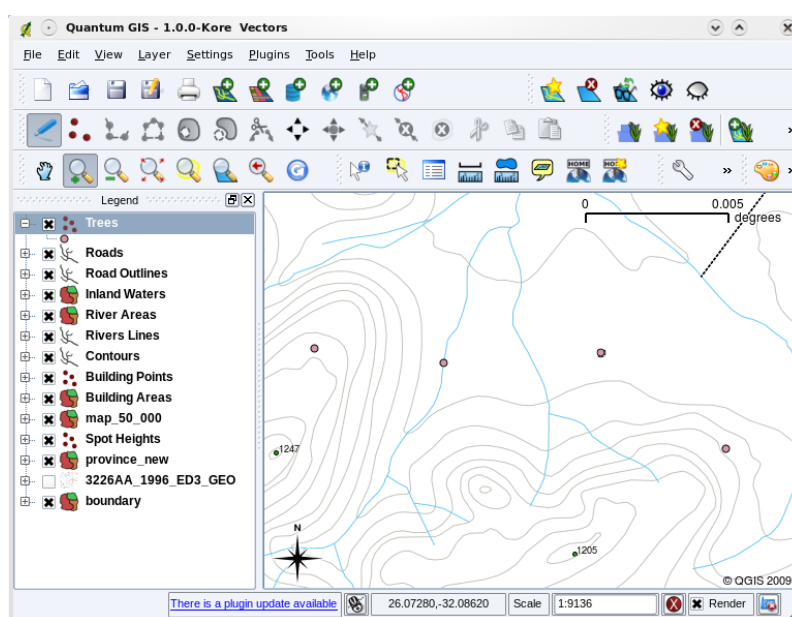 Quantum GIS - 1.0.0-Kore Vectors
File Edit View Layer Settings Plugins Tools Help
HOME
Legend
Trees
Roads
Road Outlines
Inland Waters
River Areas
Rivers Lines
Contours
Building Points
Building Areas
map_50_000
Spot Heights
province_new
3226AA_1996_ED3_GEO
boundary
0 0.005
degrees
1247
1205
N
© QGIS 2009
There is a plugin update available 26.07280,-32.08620 Scale 1:9136 Render